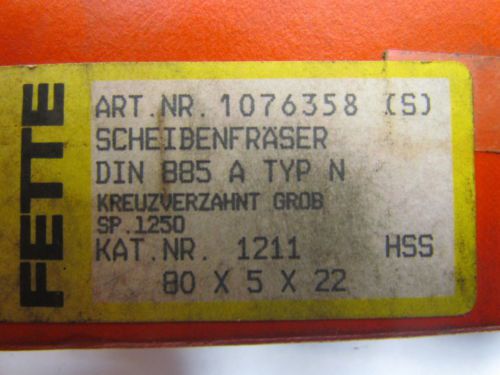 FETTE
ART.NR. 1076358 (S)
SCHEIBENFRÄSER
DIN 885 A TYP N
KREUZVERZAHNT GROB
SP.1250
KAT.NR. 1211 HSS
80 X 5 X 22